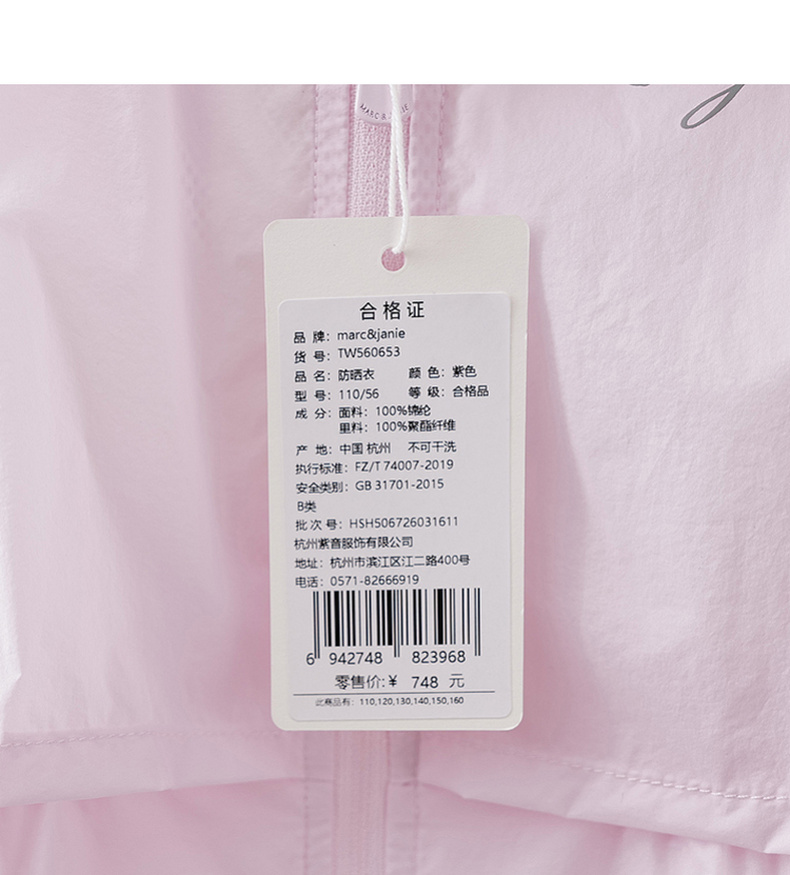 MARC &
合格证
品 牌：marc&janie
货 号：TW560653
品 名：防晒衣 颜 色：紫色
型 号：110/56 等 级：合格品
成 分：面料：100%锦纶
里料：100%聚酯纤维
产 地：中国 杭州 不可干洗
执行标准：FZ/T 74007-2019
安全类别：GB 31701-2015
B类
批 次 号：HSH506726031611
杭州紫音服饰有限公司
地址：杭州市滨江区江二路400号
电话：0571-82666919
6 942748 823968
零售价:￥ 748 元
此商品有：110,120,130,140,150,160